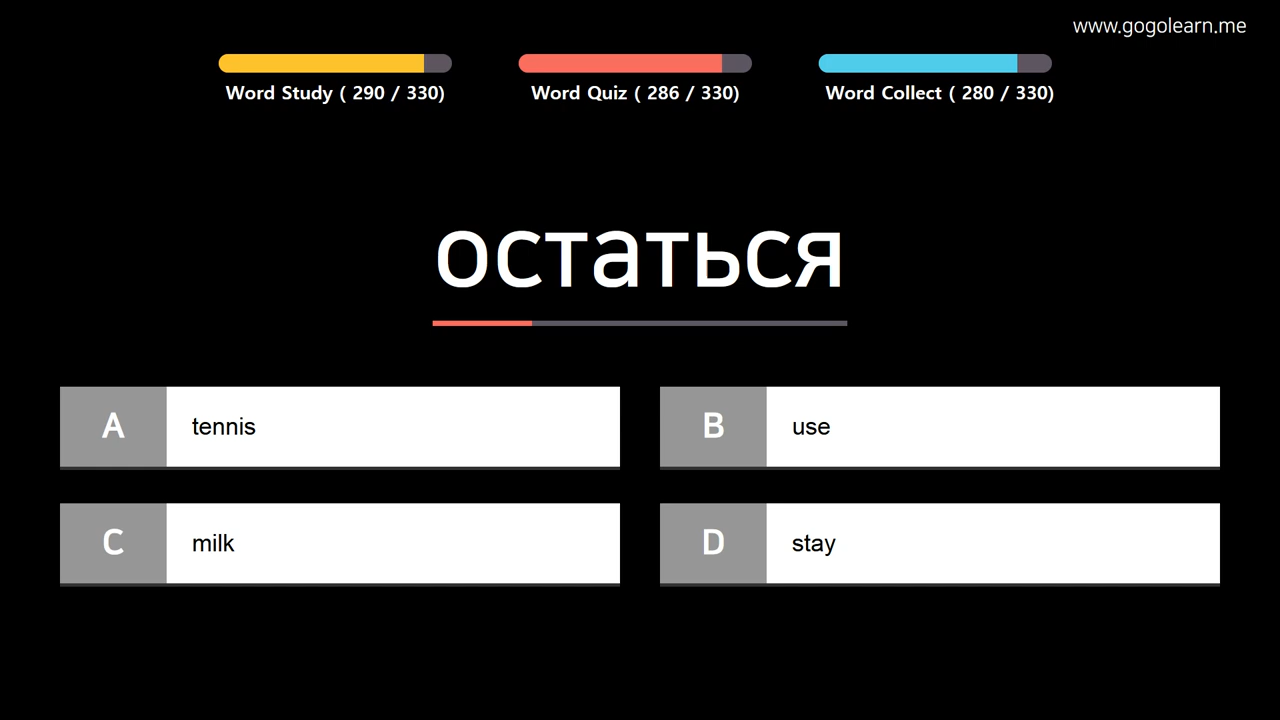 www.gogolearn.me
Word Study ( 290 / 330)
Word Quiz ( 286 / 330)
Word Collect ( 280 / 330)
остаться
A tennis
B use
C milk
D stay